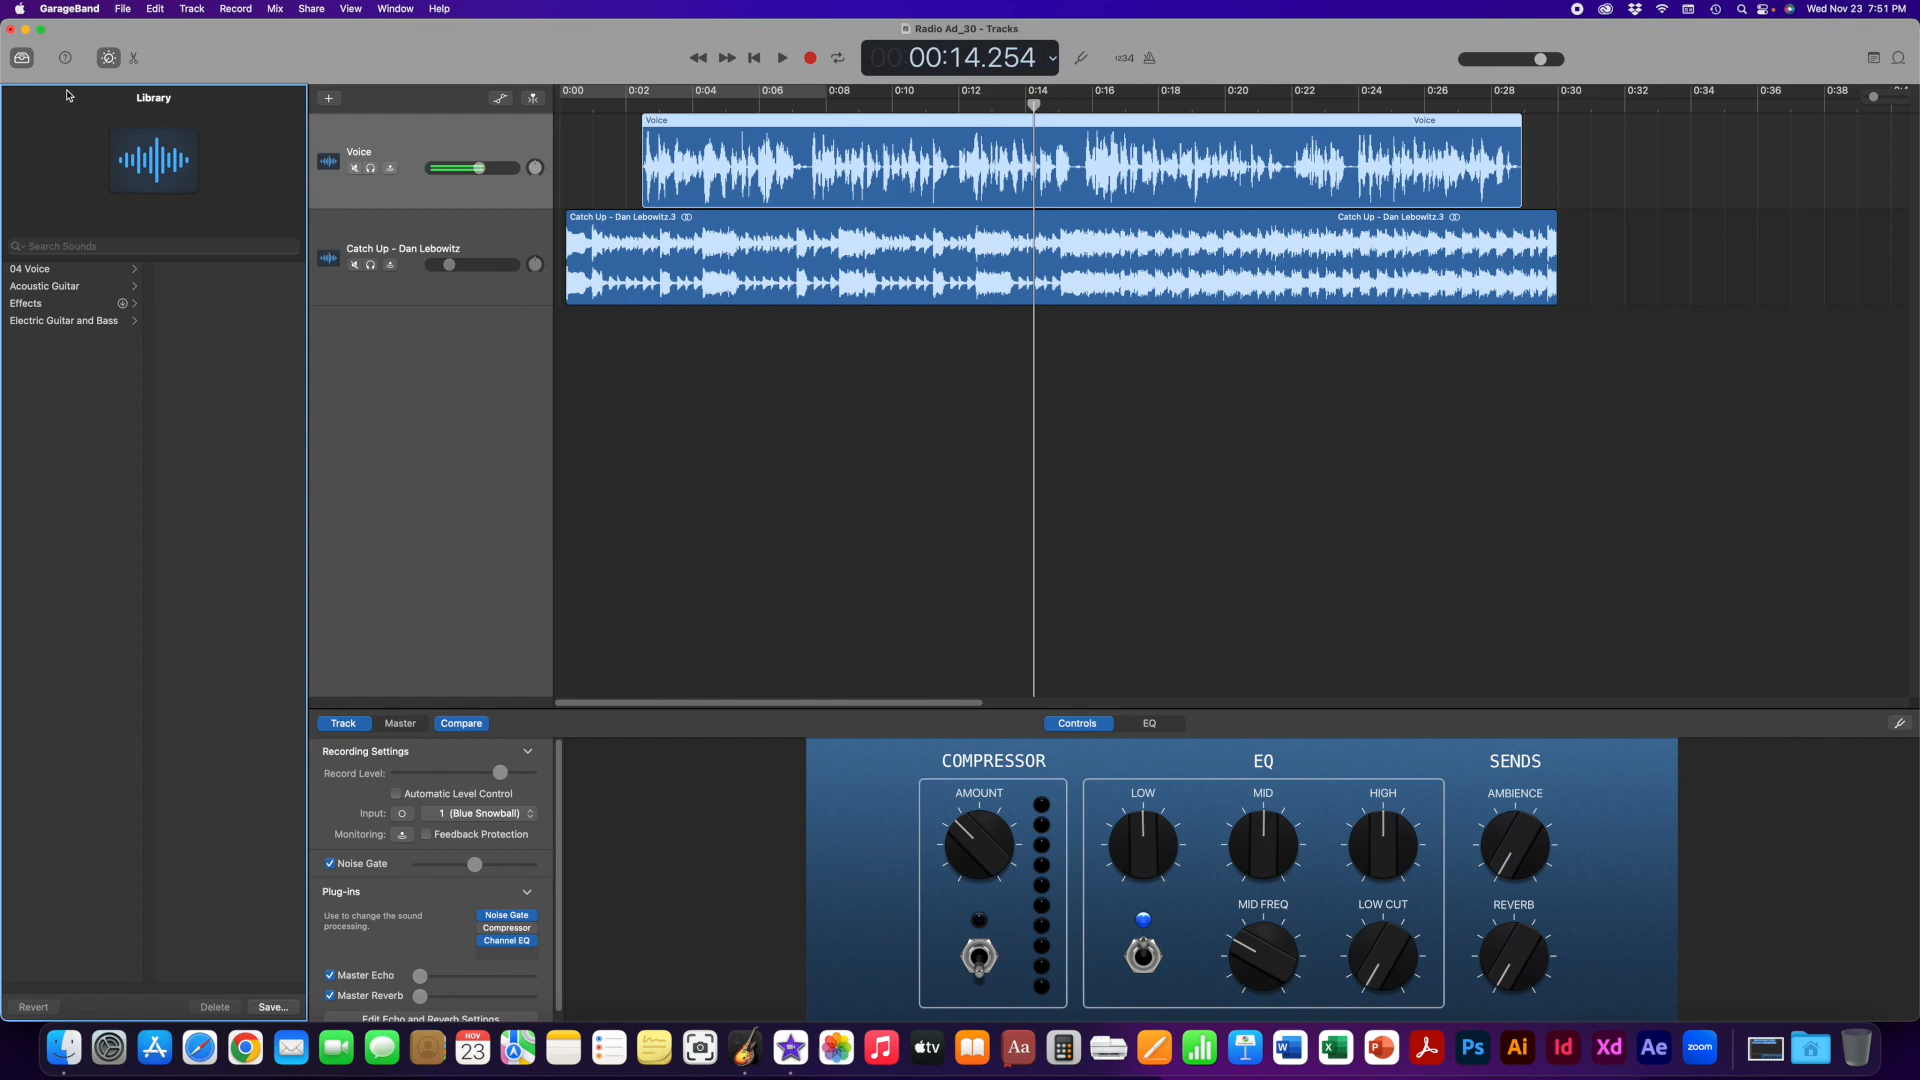 GarageBand File Edit Track Record Mix Share View Window Help
Wed Nov 23 7:51 PM
Radio Ad_30 - Tracks
00:00:14.254
1234
Library
Search Sounds
04 Voice
Acoustic Guitar
Effects
Electric Guitar and Bass
Revert
Delete
Save...
0:00 0:02 0:04 0:06 0:08 0:10 0:12 0:14 0:16 0:18 0:20 0:22 0:24 0:26 0:28 0:30 0:32 0:34 0:36 0:38
Voice
Voice Voice
Catch Up - Dan Lebowitz
Catch Up - Dan Lebowitz.3 Catch Up - Dan Lebowitz.3
Track Master Compare
Controls EQ
Recording Settings
Record Level:
Automatic Level Control
Input: 1 (Blue Snowball)
Monitoring: Feedback Protection
Noise Gate
Plug-ins
Use to change the sound
processing.
Noise Gate
Compressor
Channel EQ
Master Echo
Master Reverb
Edit Echo and Reverb Settings
COMPRESSOR
AMOUNT
EQ
LOW MID HIGH
MID FREQ LOW CUT
SENDS
AMBIENCE
REVERB
NOV
23
tv
Aa
Ps
Ai
Id
Xd
Ae
zoom